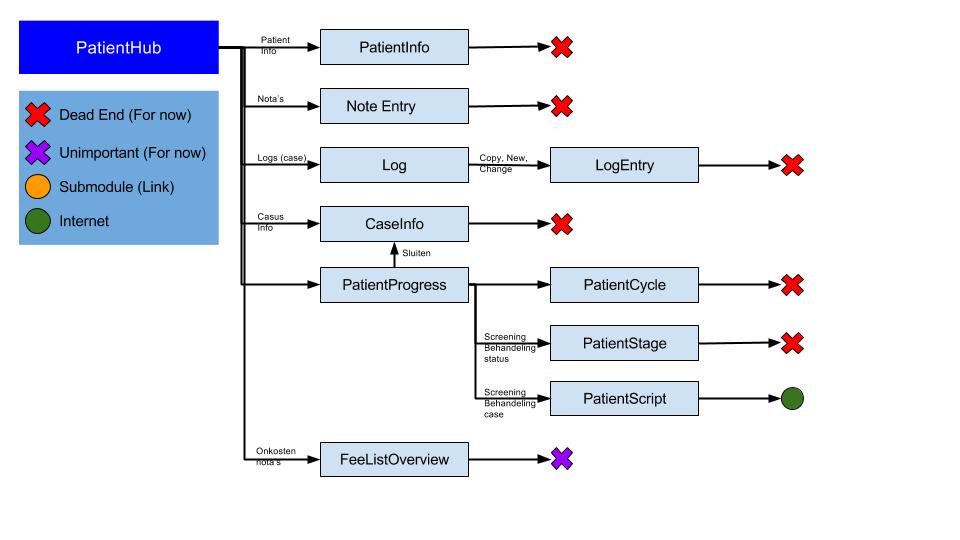 PatientHub
Dead End (For now)
Unimportant (For now)
Submodule (Link)
Internet
Patient
Info
PatientInfo
Nota's
Note Entry
Logs (case)
Log
Copy, New,
Change
LogEntry
Casus
Info
CaseInfo
Sluiten
PatientProgress
PatientCycle
Screening
Behandeling
status
PatientStage
Screening
Behandeling
case
PatientScript
Onkosten
nota's
FeeListOverview